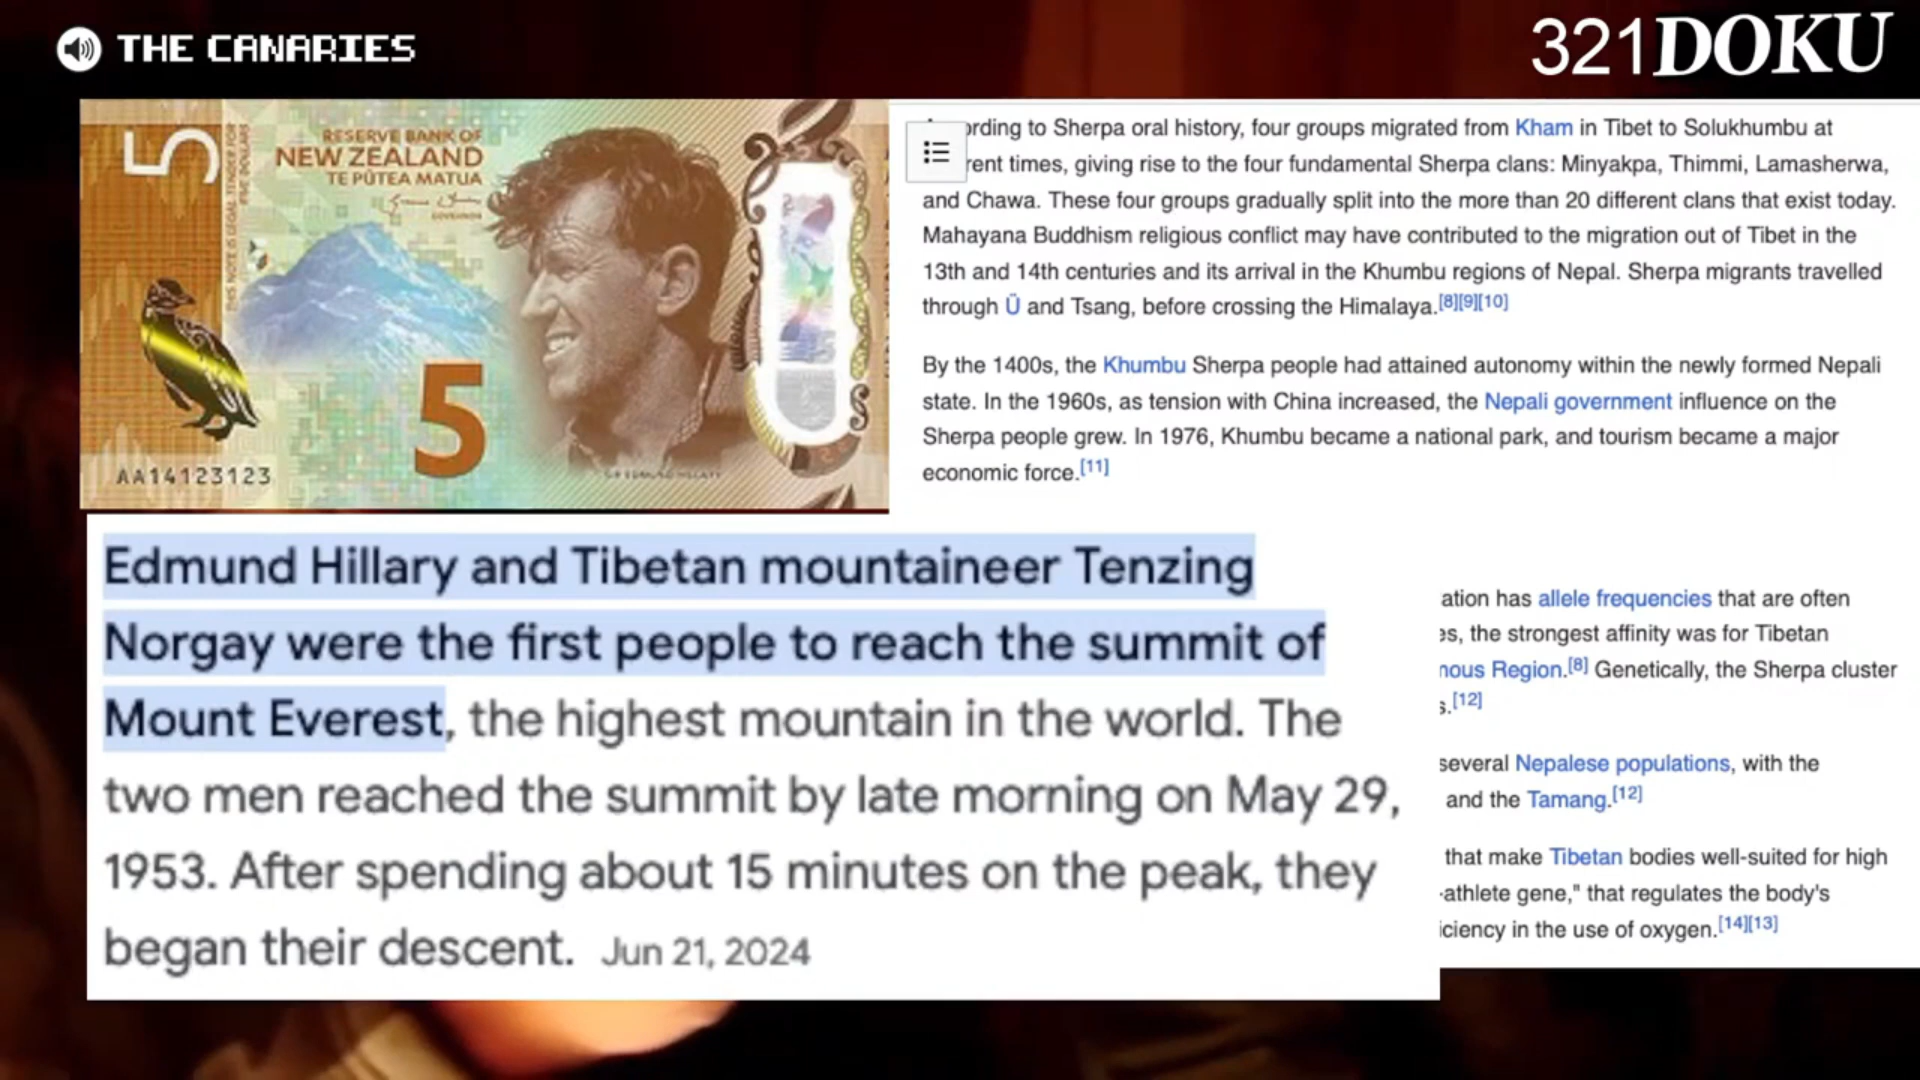 THE CANARIES
321DOKU
5
THIS NOTE IS LEGAL TENDER FOR
FIVE DOLLARS
RESERVE BANK OF
NEW ZEALAND
TE PŪTEA MATUA
GOVERNOR
5
AA14123123
SIR EDMUND HILLARY
ording to Sherpa oral history, four groups migrated from Kham in Tibet to Solukhumbu at
rent times, giving rise to the four fundamental Sherpa clans: Minyakpa, Thimmi, Lamasherwa,
and Chawa. These four groups gradually split into the more than 20 different clans that exist today.
Mahayana Buddhism religious conflict may have contributed to the migration out of Tibet in the
13th and 14th centuries and its arrival in the Khumbu regions of Nepal. Sherpa migrants travelled
through Ü and Tsang, before crossing the Himalaya.[8][9][10]
By the 1400s, the Khumbu Sherpa people had attained autonomy within the newly formed Nepali
state. In the 1960s, as tension with China increased, the Nepali government influence on the
Sherpa people grew. In 1976, Khumbu became a national park, and tourism became a major
economic force.[11]
Edmund Hillary and Tibetan mountaineer Tenzing
Norgay were the first people to reach the summit of
Mount Everest, the highest mountain in the world. The
two men reached the summit by late morning on May 29,
1953. After spending about 15 minutes on the peak, they
began their descent. Jun 21, 2024
ation has allele frequencies that are often
es, the strongest affinity was for Tibetan
nous Region.[8] Genetically, the Sherpa cluster
s.[12]
several Nepalese populations, with the
and the Tamang.[12]
that make Tibetan bodies well-suited for high
-athlete gene," that regulates the body's
iciency in the use of oxygen.[14][13]